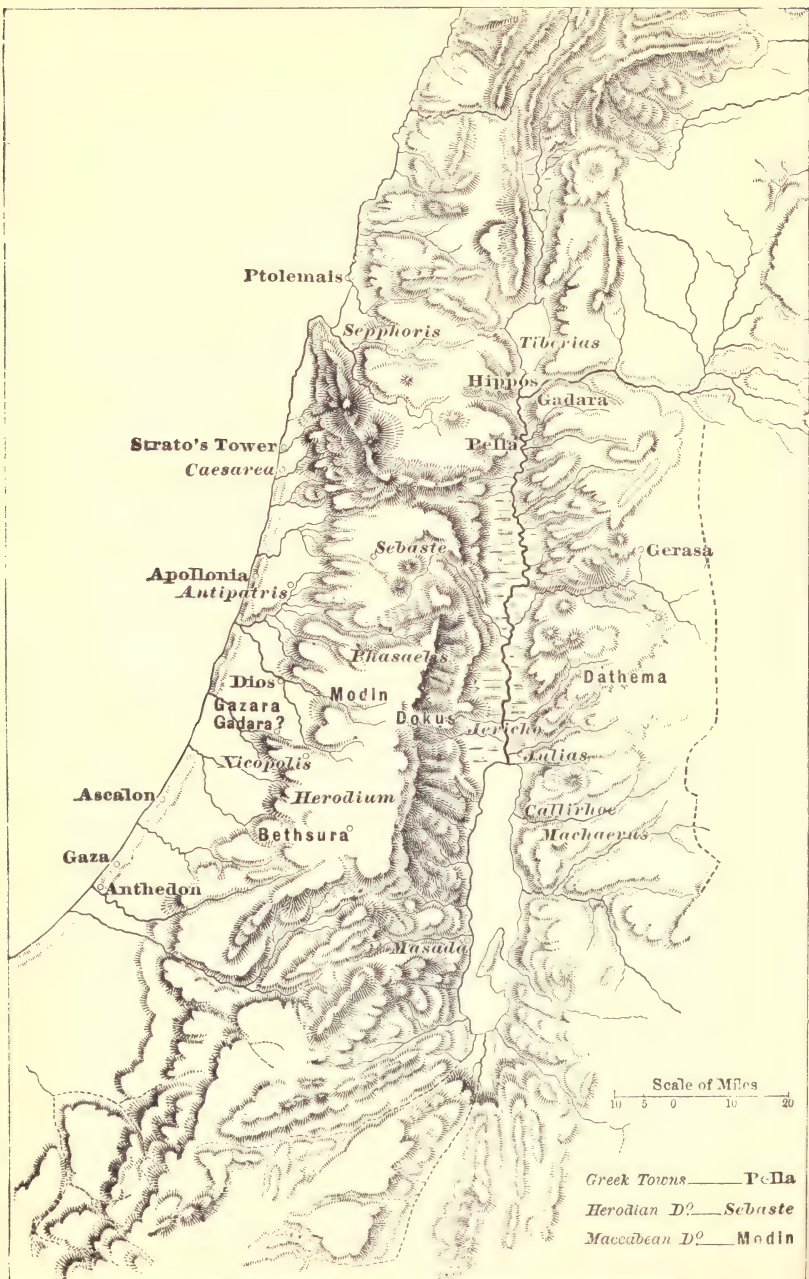 Ptolemais
Sepphoris
Tiberias
Hippos
Gadara
Strato's Tower
Pella
Caesarea
Sebaste
Gerasa
Apollonia
Antipatris
Phasaelis
Dios
Modin
Dathema
Gazara
Gadara?
Dokus
Jericho
Nicopolis
Julias
Ascalon
Herodium
Callirhoe
Bethsura
Machaerus
Gaza
Anthedon
Masada
Scale of Miles
10 5 0 10 20
Greek Towns Pella
Herodian Dº Sebaste
Maccabean Dº Modin